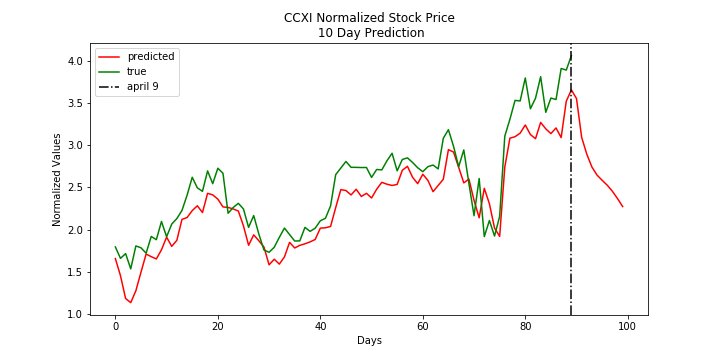 CCXI Normalized Stock Price
10 Day Prediction
predicted
true
april 9
Normalized Values
4.0
3.5
3.0
2.5
2.0
1.5
1.0
0
20
40
60
80
100
Days